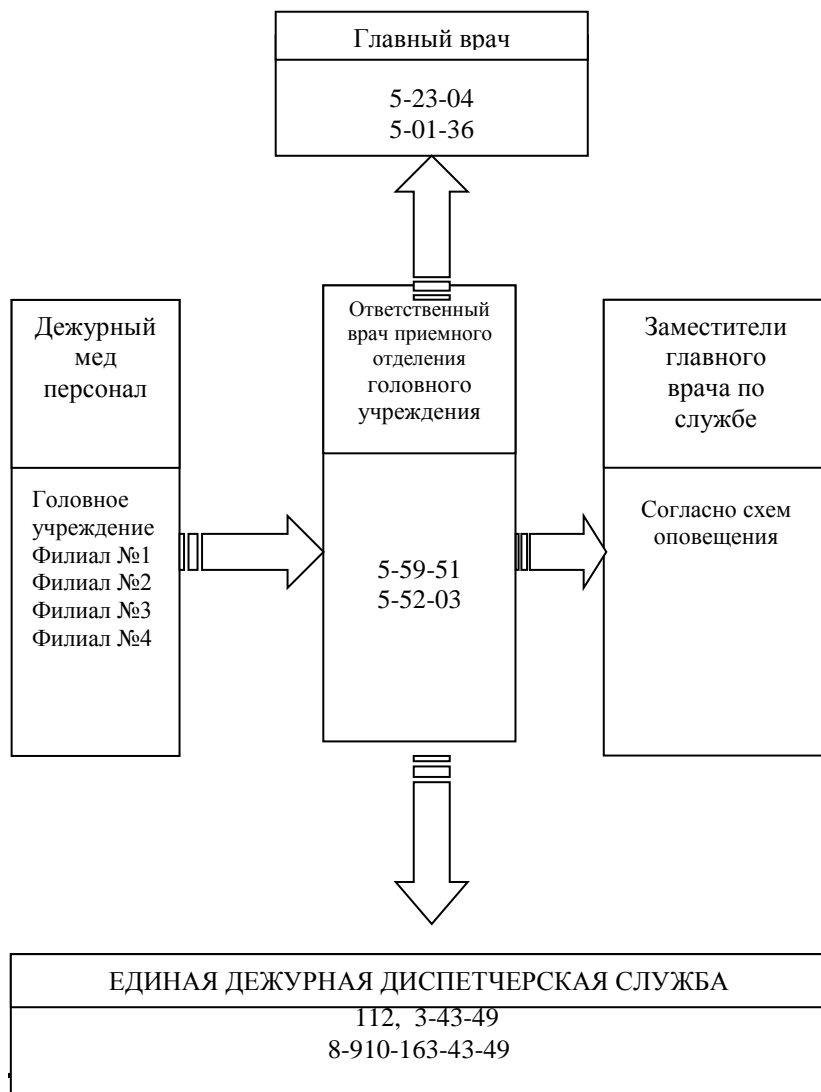 Главный врач
5-23-04
5-01-36
Дежурный
мед
персонал
Головное
учреждение
Филиал №1
Филиал №2
Филиал №3
Филиал №4
Ответственный
врач приемного
отделения
головного
учреждения
5-59-51
5-52-03
Заместители
главного
врача по
службе
Согласно схем
оповещения
ЕДИНАЯ ДЕЖУРНАЯ ДИСПЕТЧЕРСКАЯ СЛУЖБА
112, 3-43-49
8-910-163-43-49